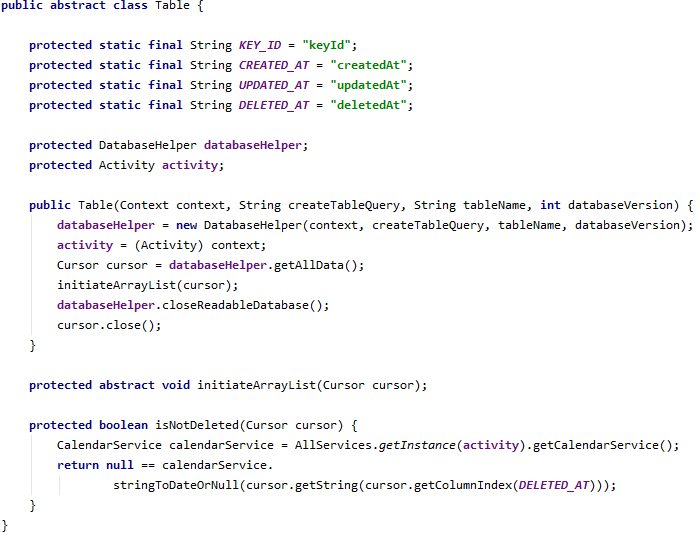 public abstract class Table {
protected static final String KEY_ID = "keyId";
protected static final String CREATED_AT = "createdAt";
protected static final String UPDATED_AT = "updatedAt";
protected static final String DELETED_AT = "deletedAt";
protected DatabaseHelper databaseHelper;
protected Activity activity;
public Table(Context context, String createTableQuery, String tableName, int databaseVersion) {
databaseHelper = new DatabaseHelper(context, createTableQuery, tableName, databaseVersion);
activity = (Activity) context;
Cursor cursor = databaseHelper.getAllData();
initiateArrayList(cursor);
databaseHelper.closeReadableDatabase();
cursor.close();
}
protected abstract void initiateArrayList(Cursor cursor);
protected boolean isNotDeleted(Cursor cursor) {
CalendarService calendarService = AllServices.getInstance(activity).getCalendarService();
return null == calendarService.
stringToDateOrNull(cursor.getString(cursor.getColumnIndex(DELETED_AT)));
}
}